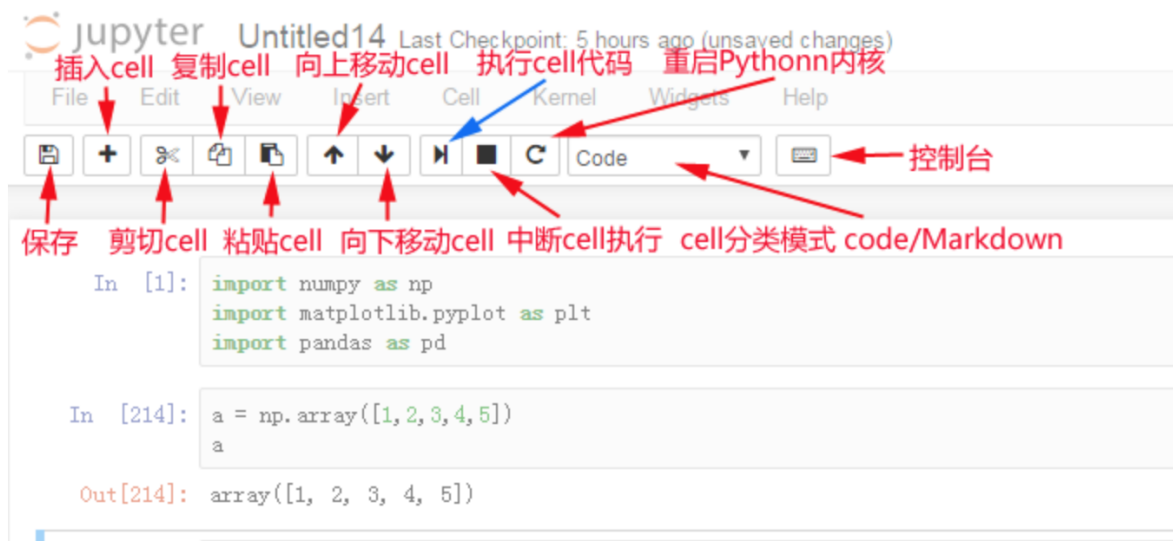 jupyter Untitled14 Last Checkpoint: 5 hours ago (unsaved changes)
插入cell 复制cell 向上移动cell 执行cell代码 重启Pythonn内核
File Edit View Insert Cell Kernel Widgets Help
Code
控制台
保存 剪切cell 粘贴cell 向下移动cell 中断cell执行 cell分类模式 code/Markdown
In [1]: import numpy as np
import matplotlib.pyplot as plt
import pandas as pd
In [214]: a = np.array([1,2,3,4,5])
a
Out[214]: array([1, 2, 3, 4, 5])